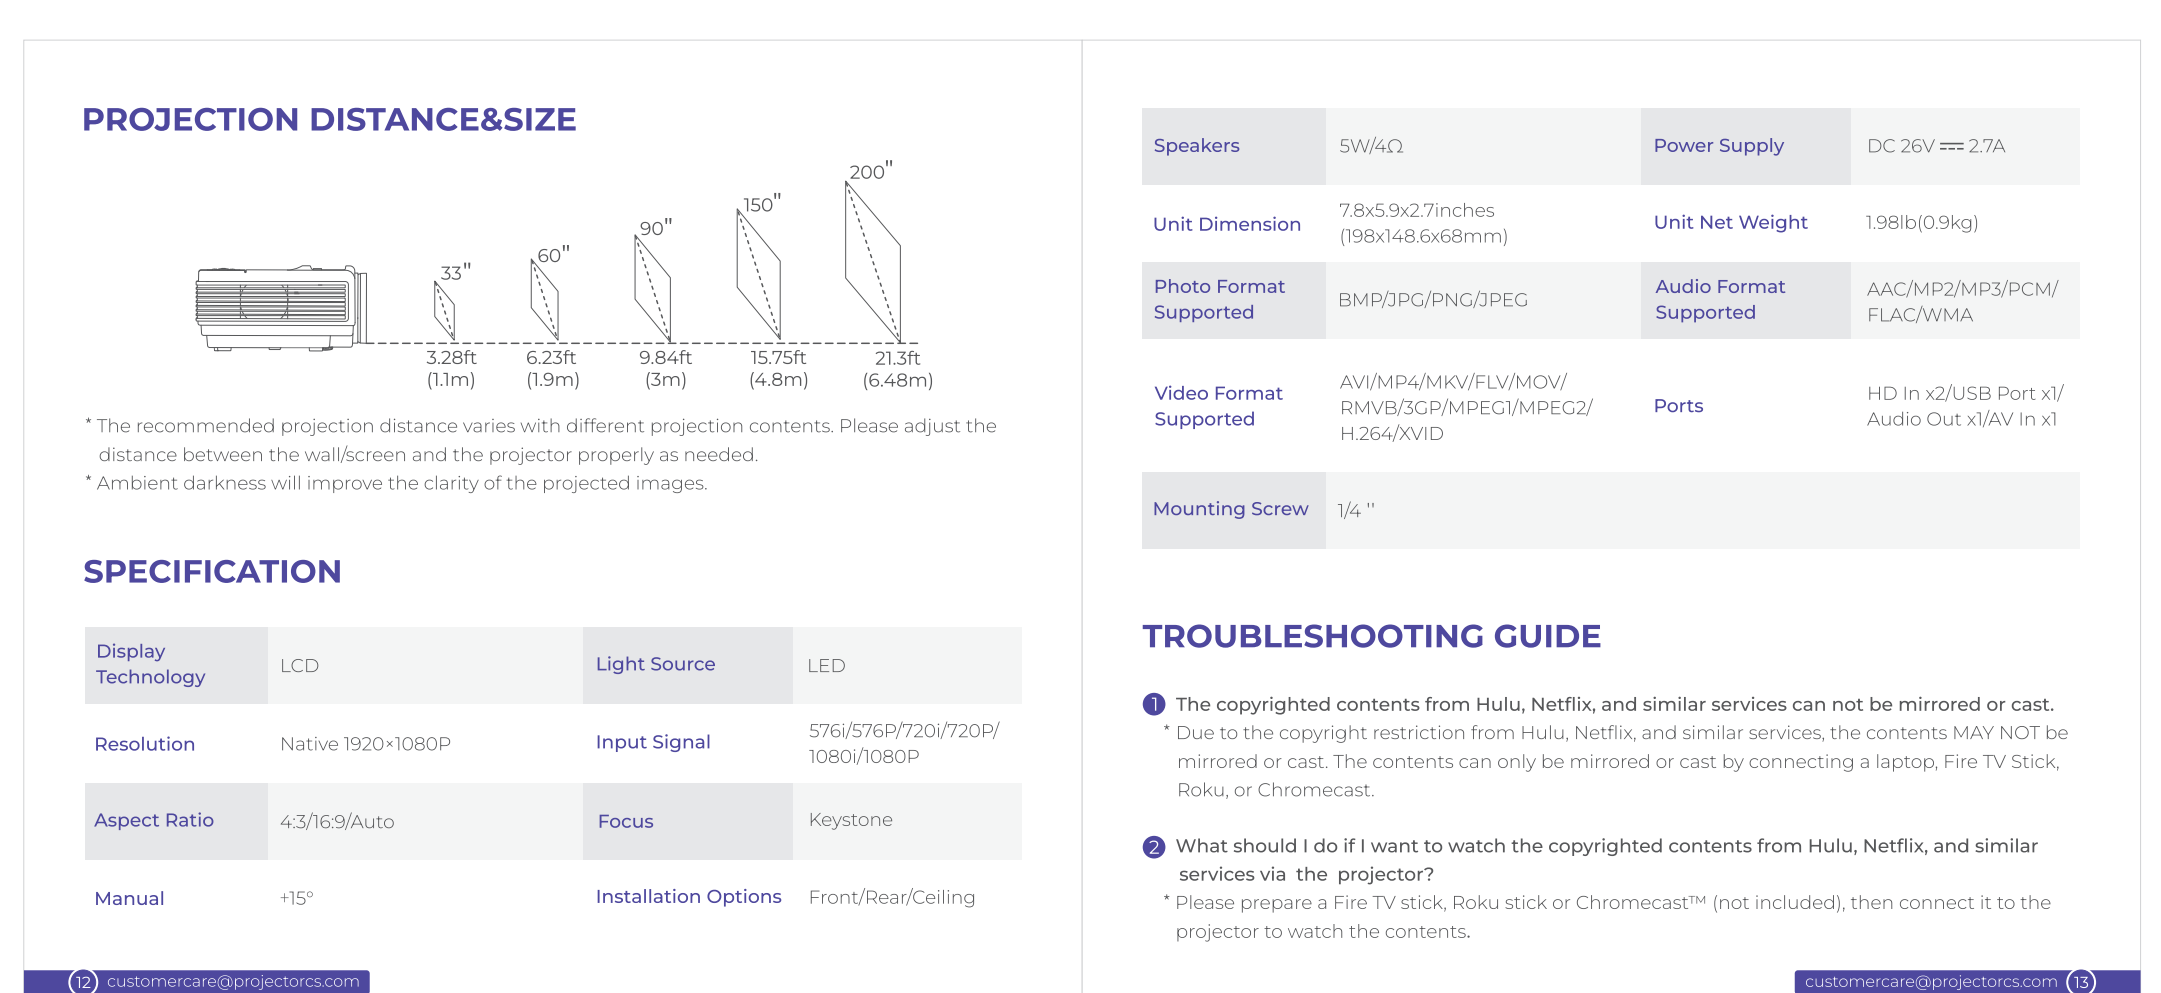 PROJECTION DISTANCE&SIZE
33"
60"
90"
150"
200"
3.28ft
(1.1m)
6.23ft
(1.9m)
9.84ft
(3m)
15.75ft
(4.8m)
21.3ft
(6.48m)
* The recommended projection distance varies with different projection contents. Please adjust the
distance between the wall/screen and the projector properly as needed.
* Ambient darkness will improve the clarity of the projected images.
SPECIFICATION
Display
Technology
LCD
Light Source
LED
Resolution
Native 1920×1080P
Input Signal
576i/576P/720i/720P/
1080i/1080P
Aspect Ratio
4:3/16:9/Auto
Focus
Keystone
Manual
+15°
Installation Options
Front/Rear/Ceiling
12 customercare@projectorcs.com
Speakers
5W/4Ω
Power Supply
DC 26V ⎓ 2.7A
Unit Dimension
7.8x5.9x2.7inches
(198x148.6x68mm)
Unit Net Weight
1.98lb(0.9kg)
Photo Format
Supported
BMP/JPG/PNG/JPEG
Audio Format
Supported
AAC/MP2/MP3/PCM/
FLAC/WMA
Video Format
Supported
AVI/MP4/MKV/FLV/MOV/
RMVB/3GP/MPEG1/MPEG2/
H.264/XVID
Ports
HD In x2/USB Port x1/
Audio Out x1/AV In x1
Mounting Screw
1/4 ''
TROUBLESHOOTING GUIDE
1 The copyrighted contents from Hulu, Netflix, and similar services can not be mirrored or cast.
* Due to the copyright restriction from Hulu, Netflix, and similar services, the contents MAY NOT be
mirrored or cast. The contents can only be mirrored or cast by connecting a laptop, Fire TV Stick,
Roku, or Chromecast.
2 What should I do if I want to watch the copyrighted contents from Hulu, Netflix, and similar
services via the projector?
* Please prepare a Fire TV stick, Roku stick or Chromecast™ (not included), then connect it to the
projector to watch the contents.
customercare@projectorcs.com 13